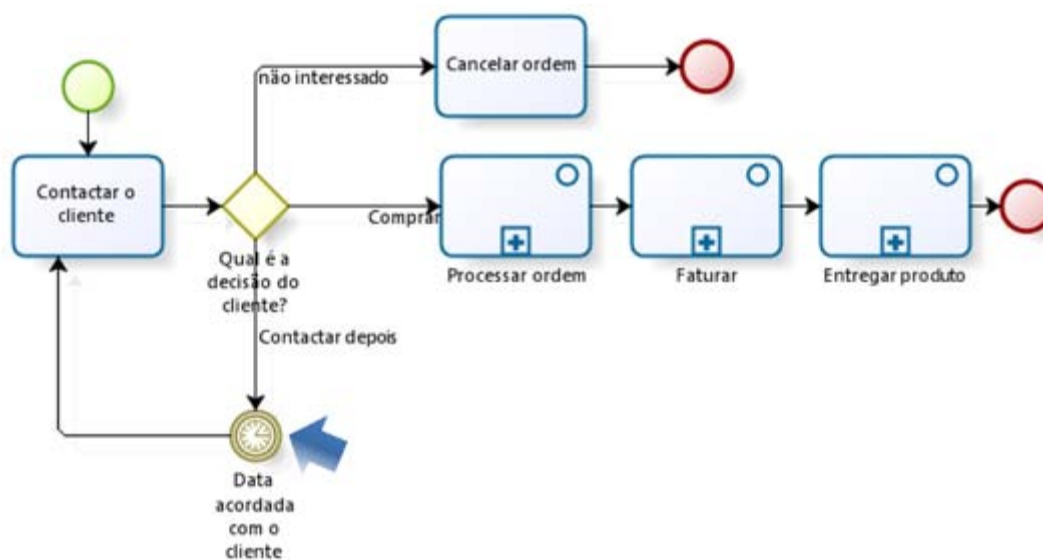 não interessado
Cancelar ordem
Contactar o
cliente
Comprar
Qual é a
decisão do
cliente?
Processar ordem
Faturar
Entregar produto
Contactar depois
Data
acordada
com o
cliente